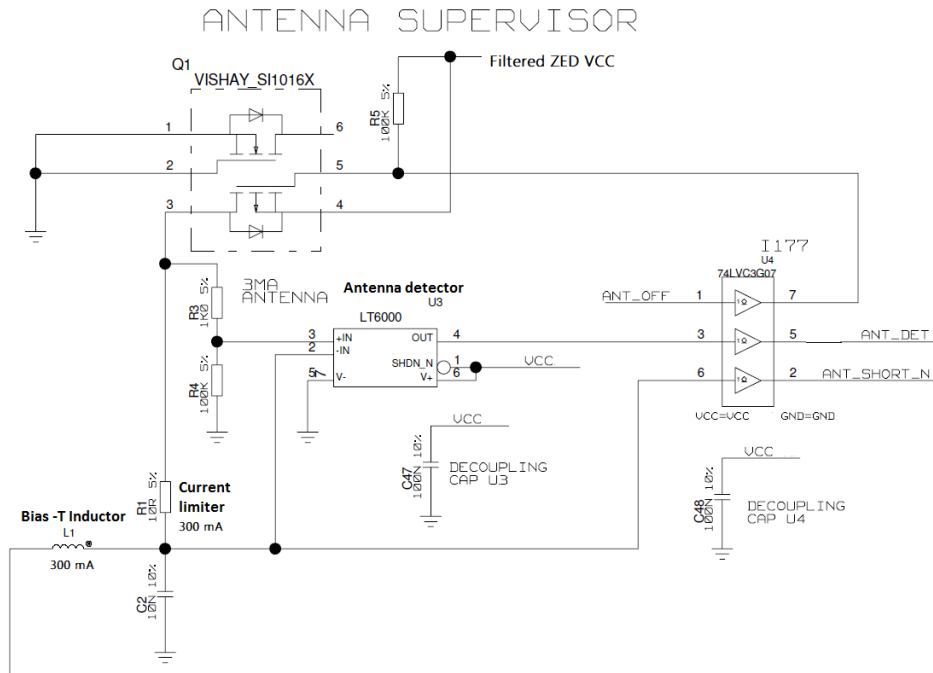 ANTENNA SUPERVISOR
Q1
VISHAY_SI1016X
Filtered ZED VCC
R5
100K 5%
1
6
2
5
3
4
I177
U4
74LVC3G07
R3
1K0 5%
3MA
ANTENNA
Antenna detector
U3
LT6000
ANT_OFF
1
7
3
+IN
OUT
4
3
5
ANT_DET
2
-IN
SHDN_N
1
VCC
6
2
ANT_SHORT_N
5
V-
V+
6
7
R4
100K 5%
VCC=VCC
GND=GND
VCC
C47
100N 10%
DECOUPLING
CAP U3
VCC
C48
100N 10%
DECOUPLING
CAP U4
R1
10R 5%
Current
limiter
300 mA
Bias -T Inductor
L1
300 mA
C2
10N 10%